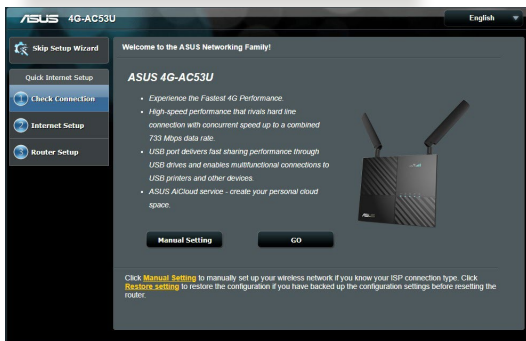 ASUS 4G-AC53U
English
Skip Setup Wizard
Quick Internet Setup
1 Check Connection
2 Internet Setup
3 Router Setup
Welcome to the ASUS Networking Family!
ASUS 4G-AC53U
• Experience the Fastest 4G Performance.
• High-speed performance that rivals hard line
connection with concurrent speed up to a combined
733 Mbps data rate.
• USB port delivers fast sharing performance through
USB drives and enables multifunctional connections to
USB printers and other devices.
• ASUS AiCloud service - create your personal cloud
space.
ASUS
Manual Setting
GO
Click Manual Setting to manually set up your wireless network if you know your ISP connection type. Click
Restore setting to restore the configuration if you have backed up the configuration settings before resetting the
router.